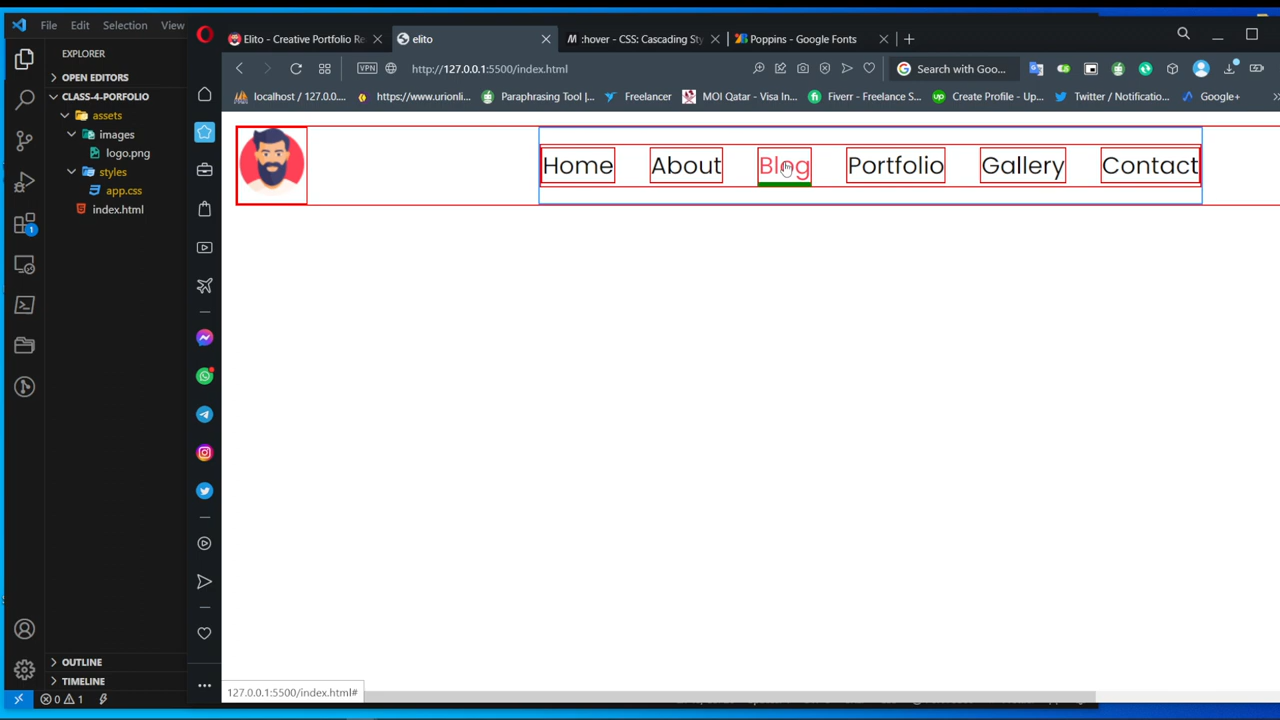 File Edit Selection View
EXPLORER
OPEN EDITORS
CLASS-4-PORFOLIO
assets
images
logo.png
styles
app.css
index.html
1
OUTLINE
TIMELINE
0 1
Elito - Creative Portfolio Re
elito
:hover - CSS: Cascading Sty
Poppins - Google Fonts
VPN
http://127.0.0.1:5500/index.html
Search with Goo...
localhost / 127.0.0....
https://www.urionli...
Paraphrasing Tool |...
Freelancer
MOI Qatar - Visa In...
Fiverr - Freelance S...
Create Profile - Up...
Twitter / Notificatio...
Google+
Home About Blog Portfolio Gallery Contact
127.0.0.1:5500/index.html#